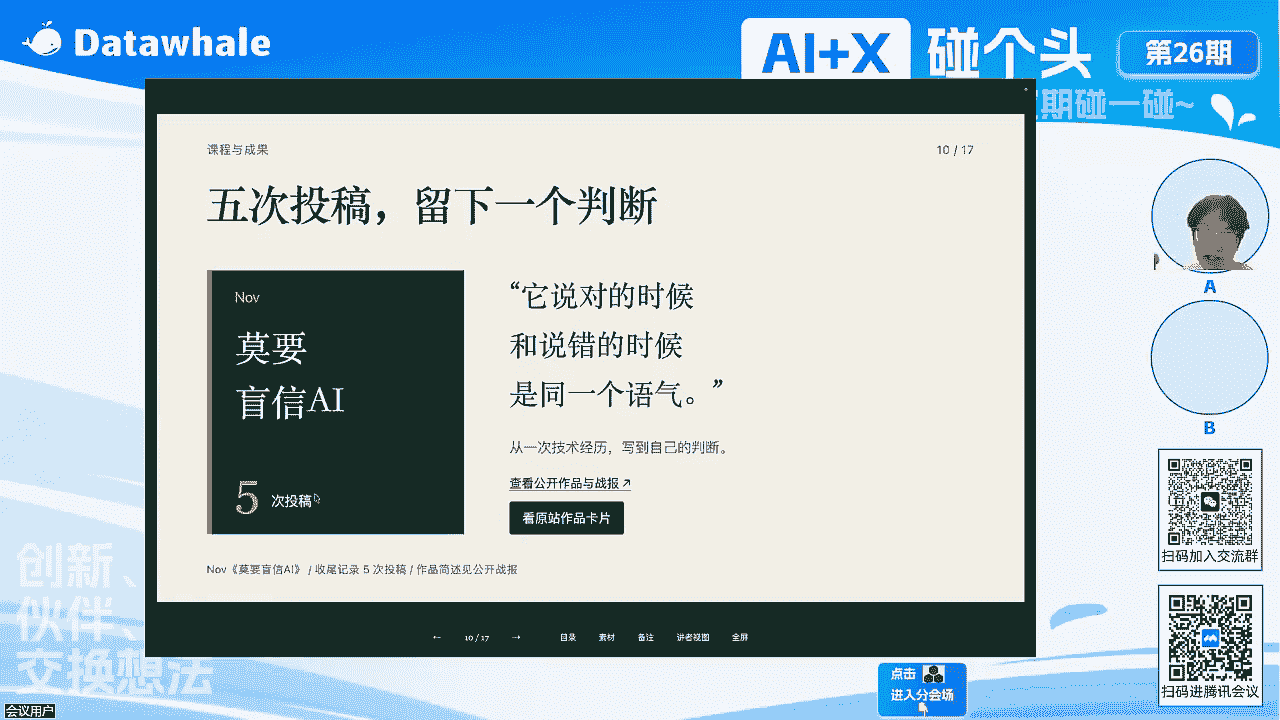 Datawhale
AI+X 碰个头
第26期
期碰一碰~
课程与成果
10 / 17
五次投稿，留下一个判断
Nov
莫要
盲信AI
5 次投稿
“它说对的时候
和说错的时候
是同一个语气。”
从一次技术经历，写到自己的判断。
查看公开作品与战报↗
看原站作品卡片
Nov《莫要盲信AI》 / 收尾记录 5 次投稿 / 作品简述见公开战报
← 10 / 17 → 目录 素材 备注 讲者视图 全屏
A
B
扫码加入交流群
扫码进腾讯会议
创新、
伙伴、
交换想法
点击
进入分会场
会议用户